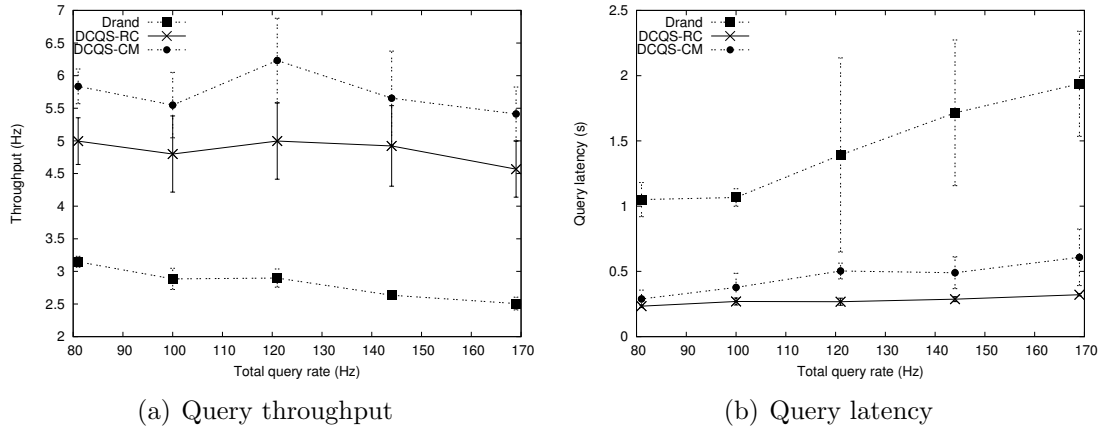 7
6.5
6
5.5
5
4.5
4
3.5
3
2.5
2
Throughput (Hz)
Drand
DCQS-RC
DCQS-CM
80 90 100 110 120 130 140 150 160 170
Total query rate (Hz)
(a) Query throughput
2.5
2
1.5
1
0.5
0
Query latency (s)
Drand
DCQS-RC
DCQS-CM
80 90 100 110 120 130 140 150 160 170
Total query rate (Hz)
(b) Query latency